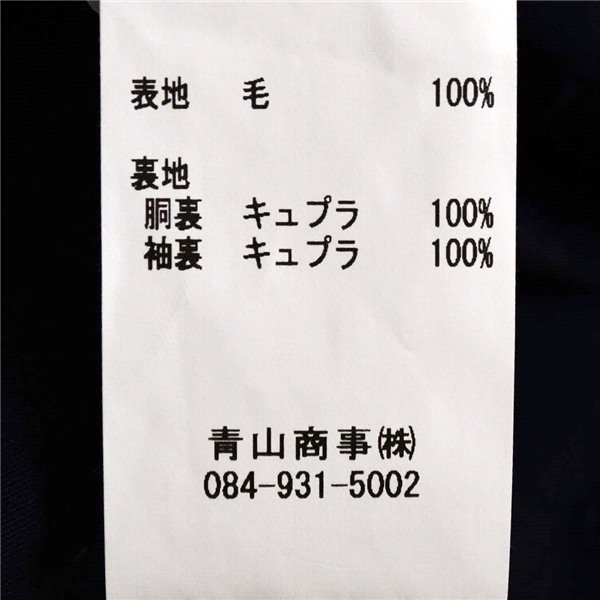 表地 毛 100%
裏地
胴裏 キュプラ 100%
袖裏 キュプラ 100%
青山商事㈱
084-931-5002